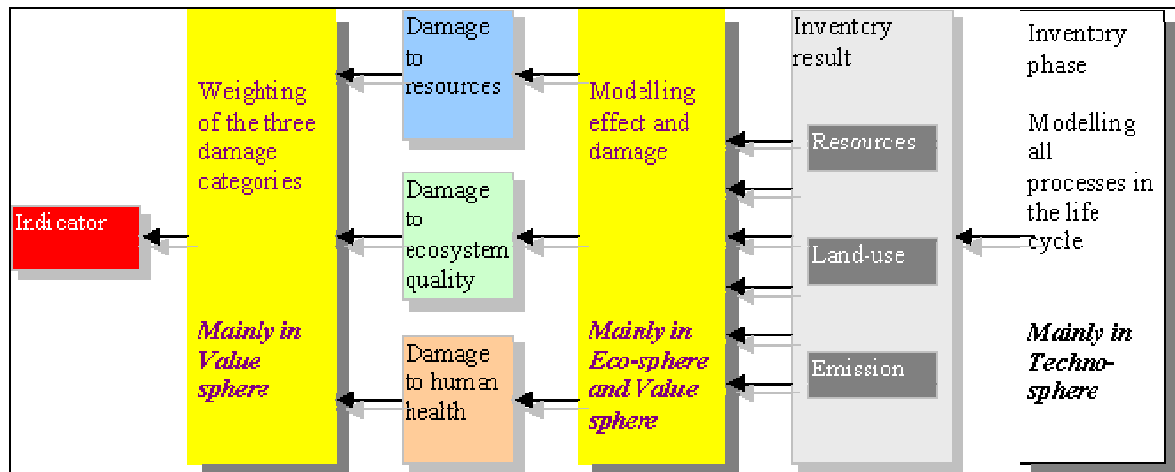 Indicator
Weighting
of the three
damage
categories
Mainly in
Value
sphere
Damage
to
resources
Damage
to
ecosystem
quality
Damage
to human
health
Modelling
effect and
damage
Mainly in
Eco-sphere
and Value
sphere
Inventory
result
Resources
Land-use
Emission
Inventory
phase
Modelling
all
processes in
the life
cycle
Mainly in
Techno-
sphere